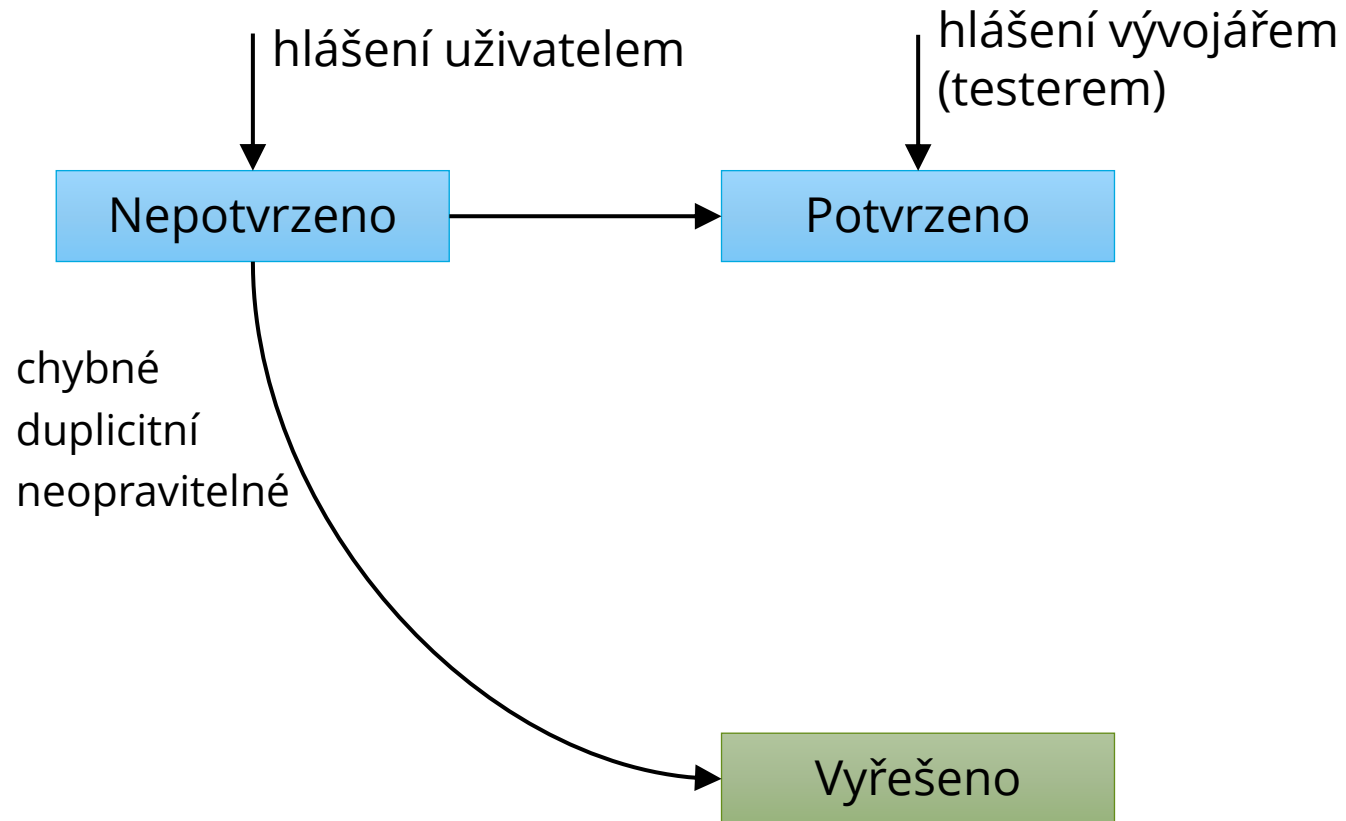 hlášení uživatelem
hlášení vývojářem
(testerem)
Nepotvrzeno
Potvrzeno
chybné
duplicitní
neopravitelné
Vyřešeno